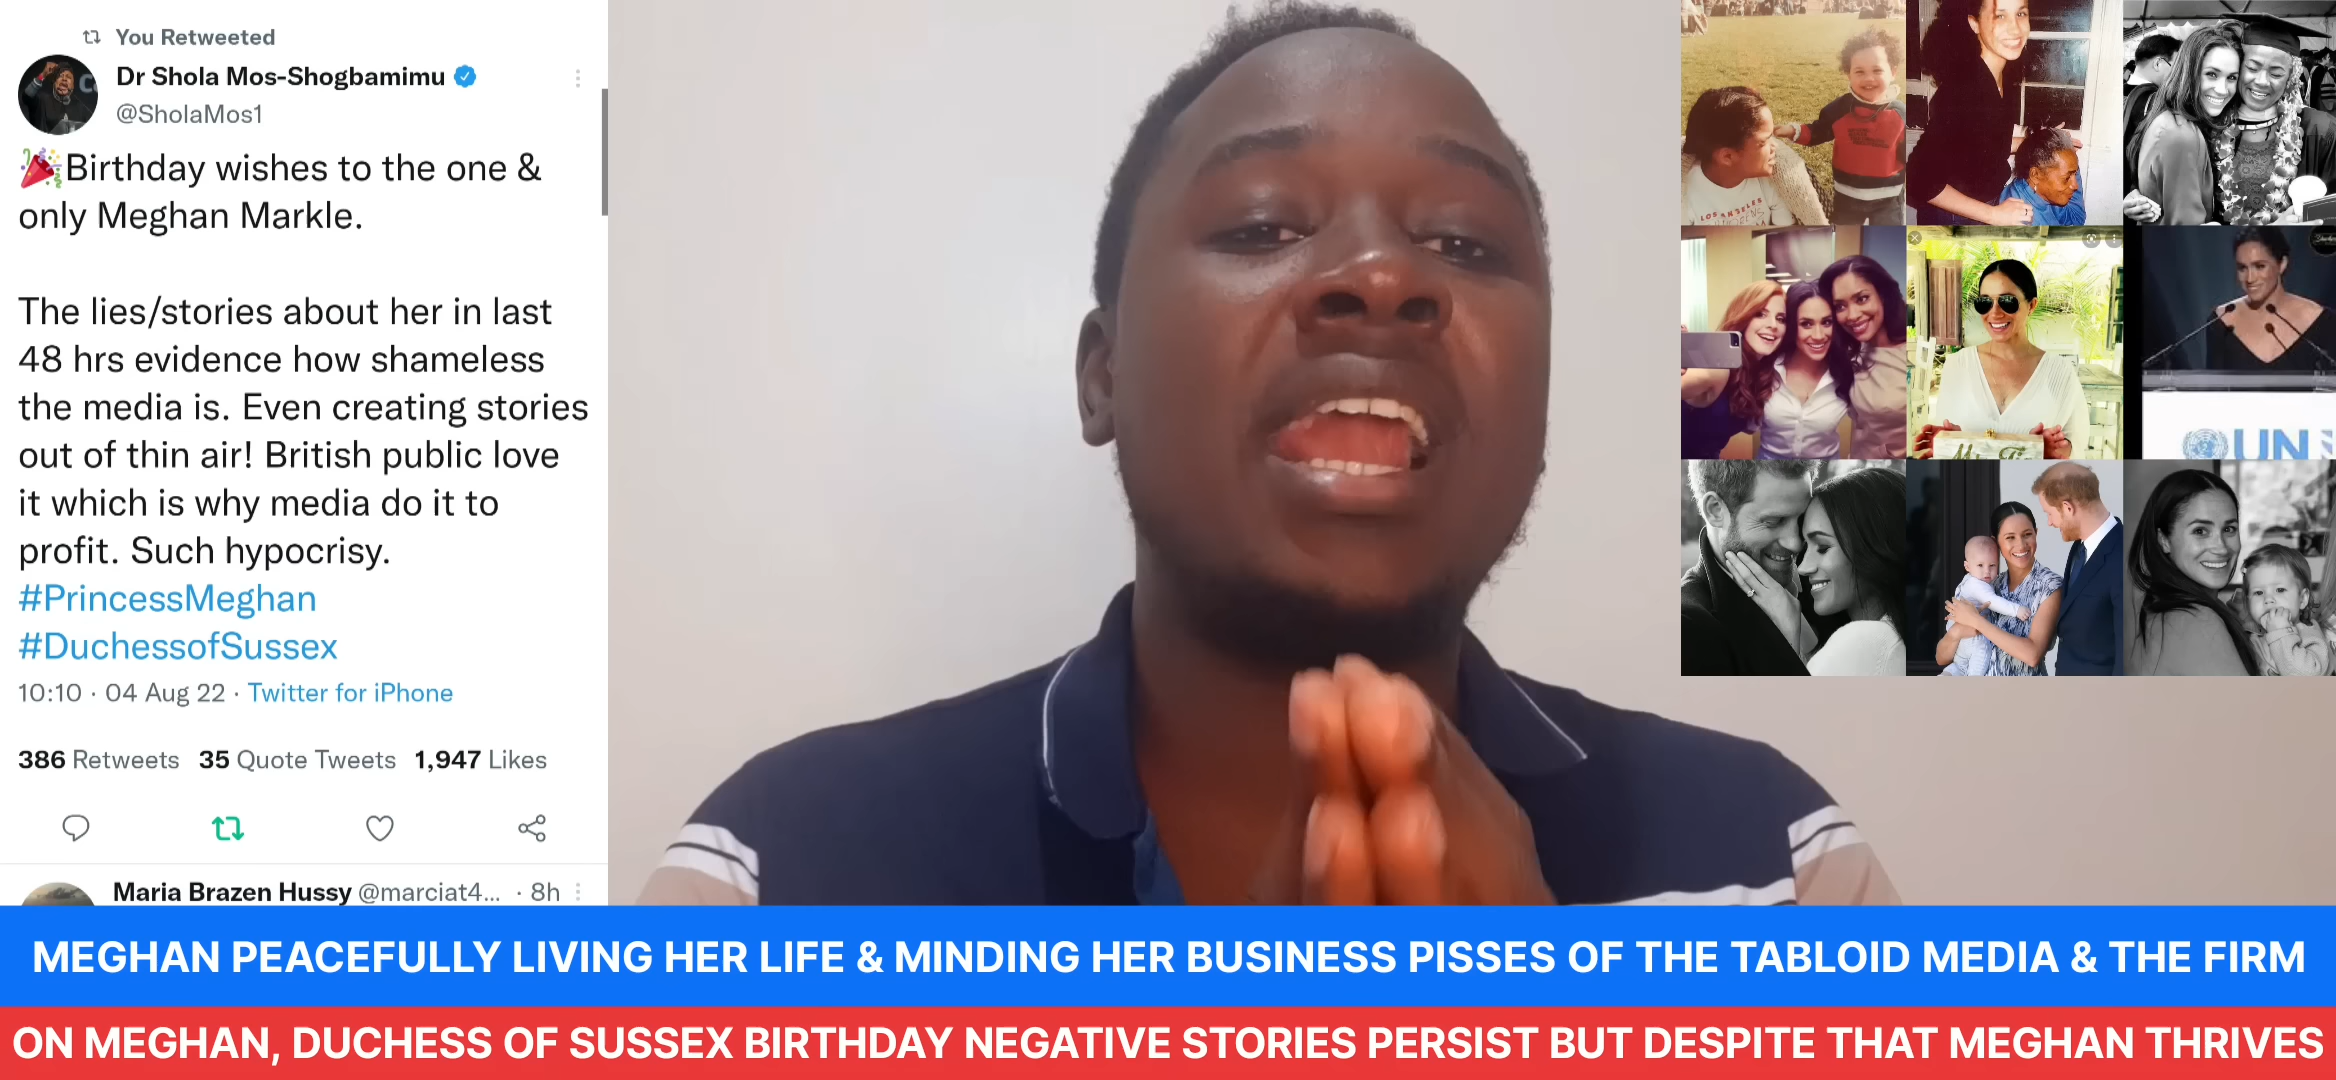 You Retweeted
Dr Shola Mos-Shogbamimu
@SholaMos1
Birthday wishes to the one &
only Meghan Markle.
The lies/stories about her in last
48 hrs evidence how shameless
the media is. Even creating stories
out of thin air! British public love
it which is why media do it to
profit. Such hypocrisy.
#PrincessMeghan
#DuchessofSussex
10:10 · 04 Aug 22 · Twitter for iPhone
386 Retweets 35 Quote Tweets 1,947 Likes
Maria Brazen Hussy @marciat4... · 8h
LOS ANGELES
UN
MEGHAN PEACEFULLY LIVING HER LIFE & MINDING HER BUSINESS PISSES OF THE TABLOID MEDIA & THE FIRM
ON MEGHAN, DUCHESS OF SUSSEX BIRTHDAY NEGATIVE STORIES PERSIST BUT DESPITE THAT MEGHAN THRIVES